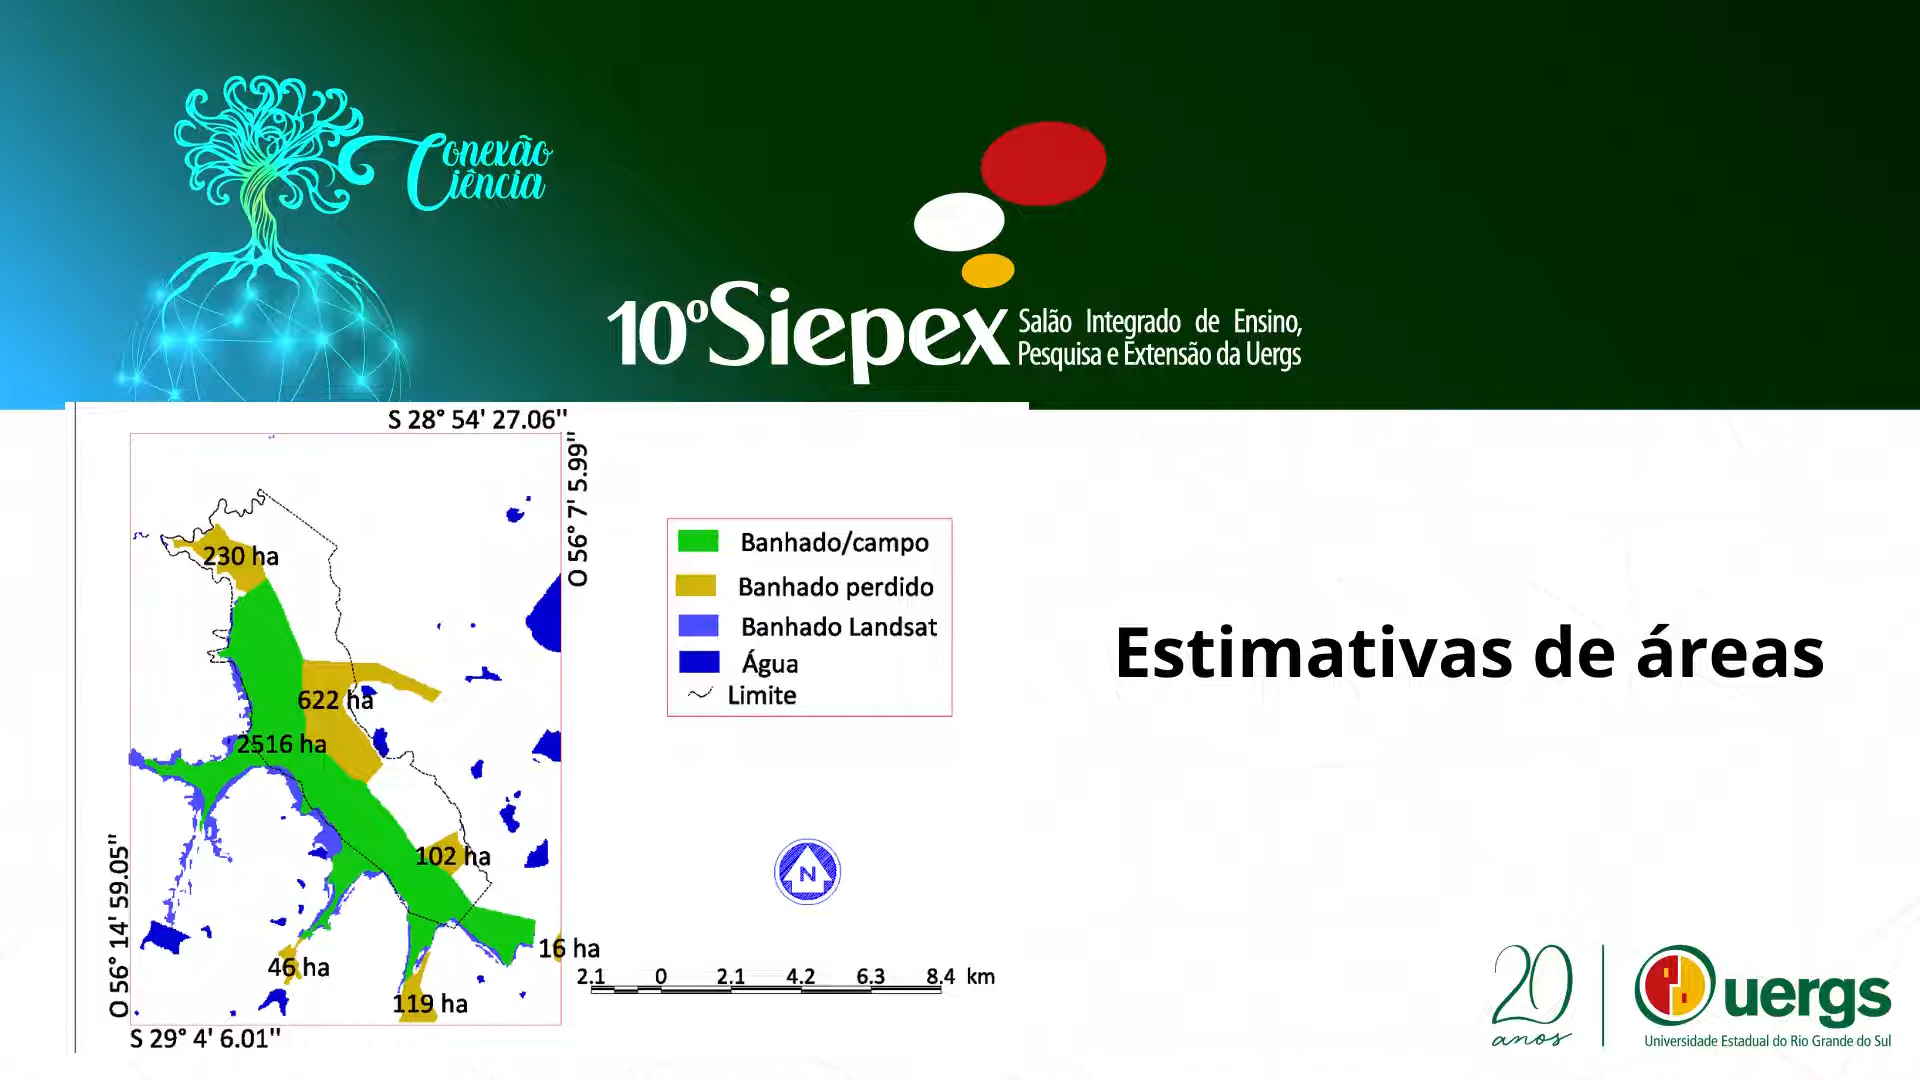 Conexão
Ciência
10º Siepex
Salão Integrado de Ensino,
Pesquisa e Extensão da Uergs
S 28° 54' 27.06''
O 56° 7' 5.99''
230 ha
622 ha
2516 ha
102 ha
16 ha
46 ha
119 ha
O 56° 14' 59.05''
S 29° 4' 6.01''
Banhado/campo
Banhado perdido
Banhado Landsat
Água
Limite
N
2.1 0 2.1 4.2 6.3 8.4 km
Estimativas de áreas
20
anos
uergs
Universidade Estadual do Rio Grande do Sul